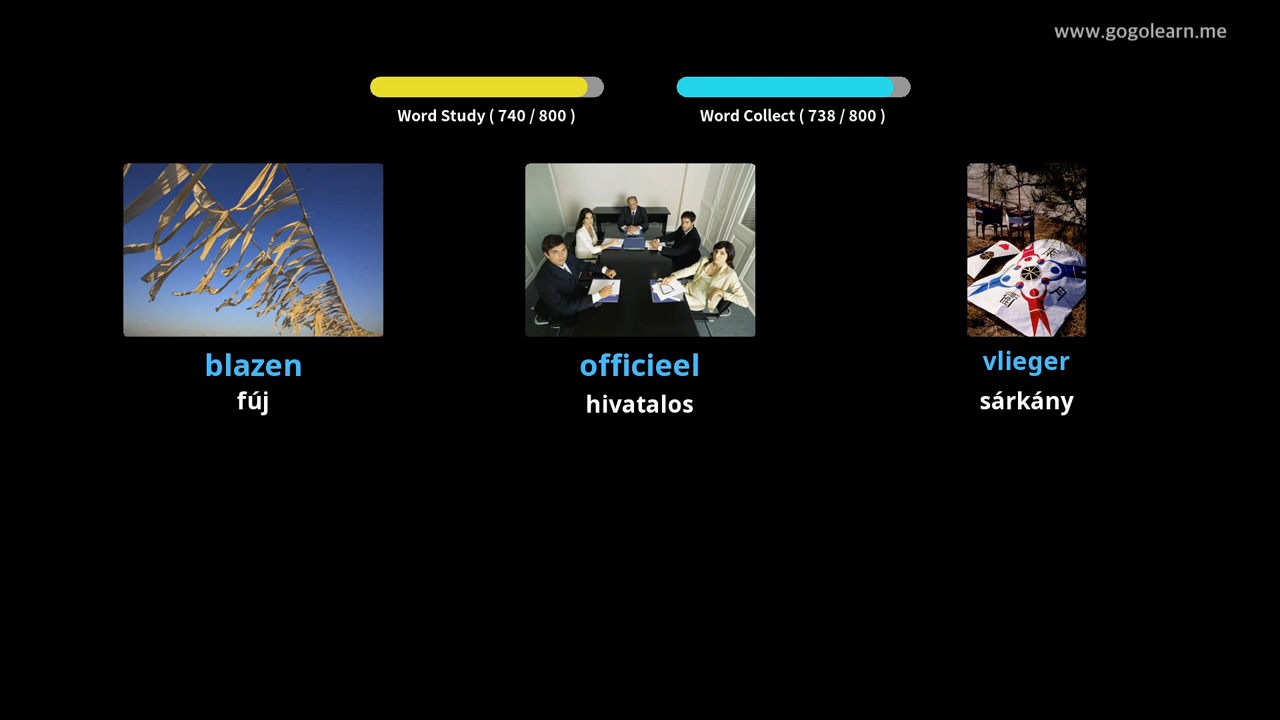 www.gogolearn.me
Word Study ( 740 / 800 )
Word Collect ( 738 / 800 )
blazen
fúj
officieel
hivatalos
vlieger
sárkány